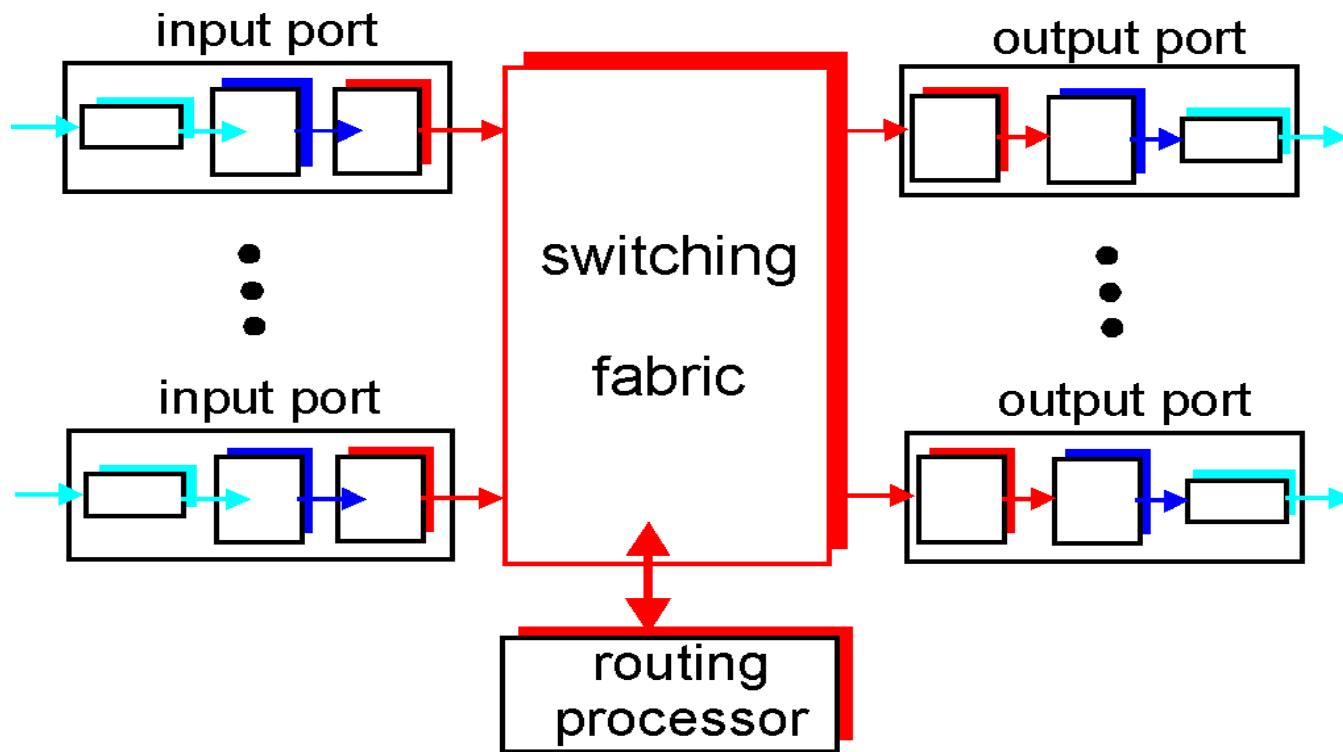 input port
output port
switching
fabric
input port
output port
routing
processor